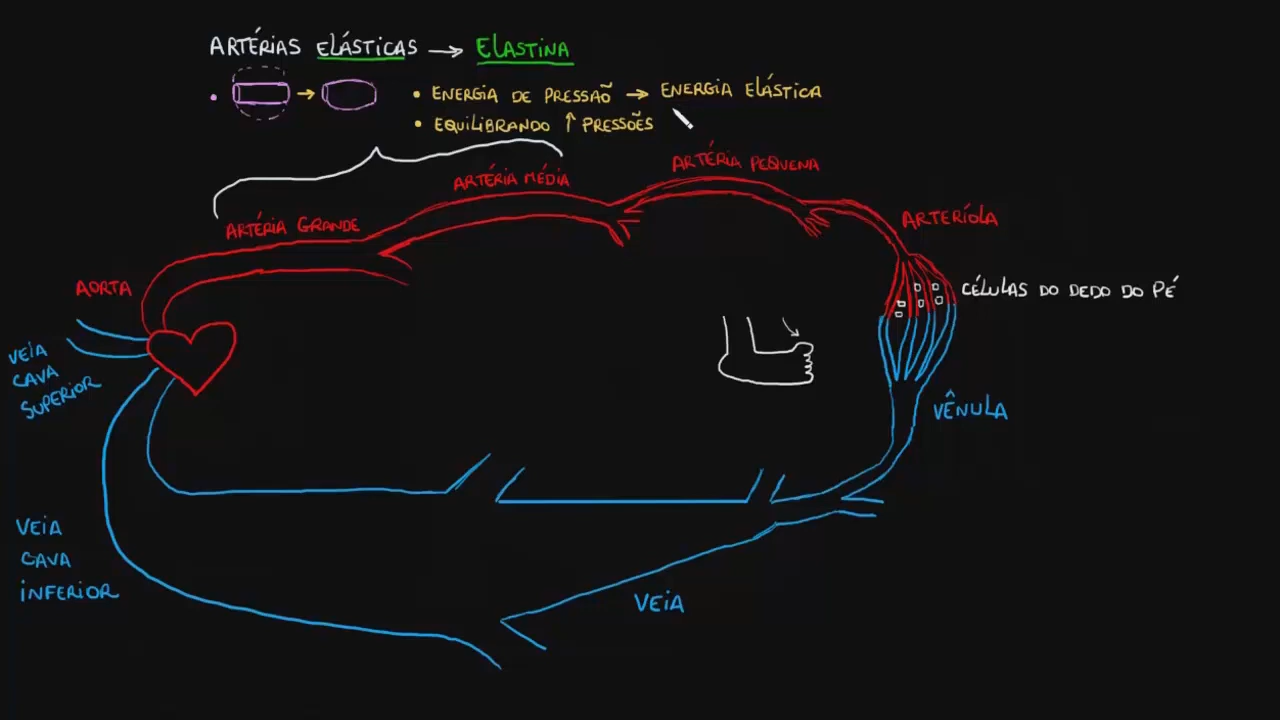 ARTÉRIAS ELÁSTICAS → ELASTINA
• → • ENERGIA DE PRESSÃO → ENERGIA ELÁSTICA
• EQUILIBRANDO ↑ PRESSÕES
ARTÉRIA PEQUENA
ARTÉRIA MÉDIA
ARTÉRIA GRANDE
ARTERÍOLA
AORTA
CÉLULAS DO DEDO DO PÉ
VEIA
CAVA
SUPERIOR
VÊNULA
VEIA
CAVA
INFERIOR
VEIA